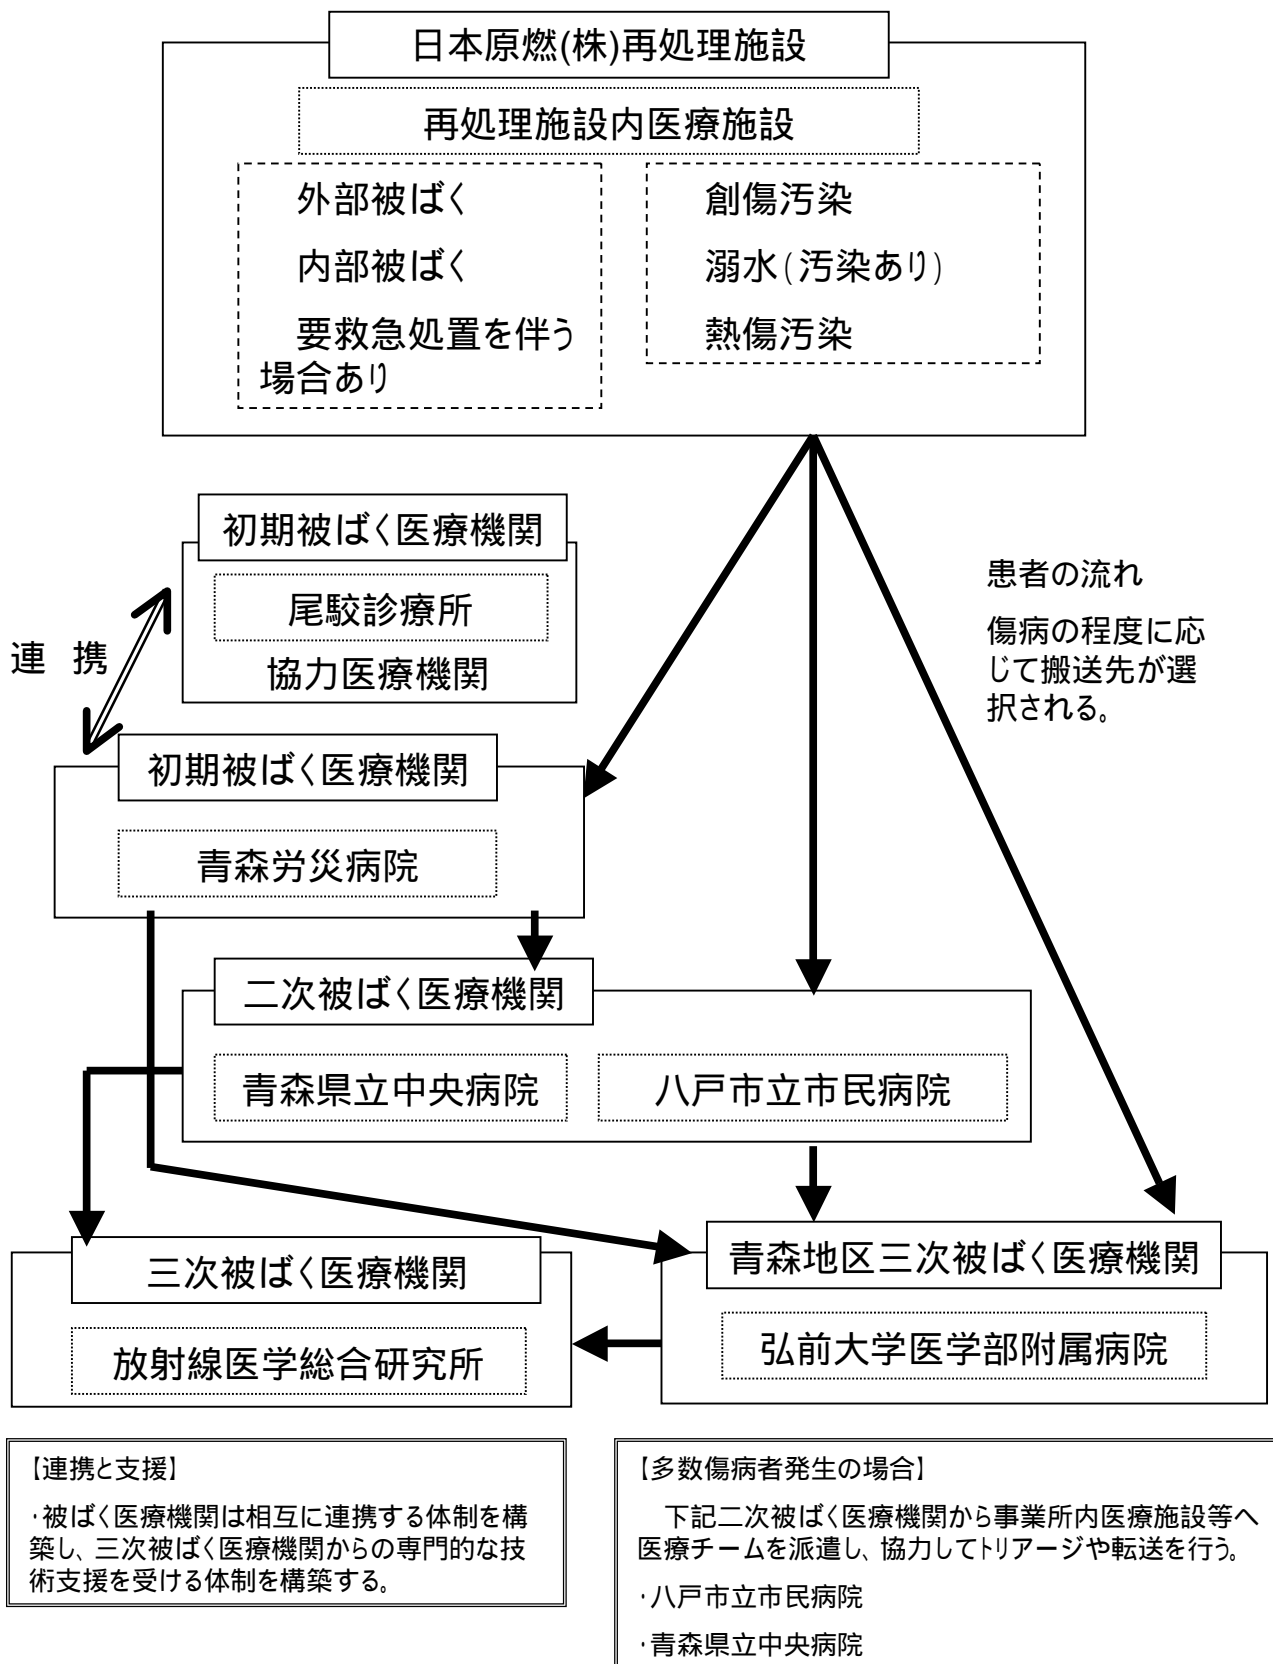 日本原燃(株)再処理施設
再処理施設内医療施設
外部被ばく
内部被ばく
要救急処置を伴う
場合あり
創傷汚染
溺水(汚染あり)
熱傷汚染
初期被ばく医療機関
尾駮診療所
協力医療機関
連 携
患者の流れ
傷病の程度に応
じて搬送先が選
択される。
初期被ばく医療機関
青森労災病院
二次被ばく医療機関
青森県立中央病院
八戸市立市民病院
三次被ばく医療機関
放射線医学総合研究所
青森地区三次被ばく医療機関
弘前大学医学部附属病院
【連携と支援】
・被ばく医療機関は相互に連携する体制を構
築し、三次被ばく医療機関からの専門的な技
術支援を受ける体制を構築する。
【多数傷病者発生の場合】
下記二次被ばく医療機関から事業所内医療施設等へ
医療チームを派遣し、協力してトリアージや転送を行う。
・八戸市立市民病院
・青森県立中央病院